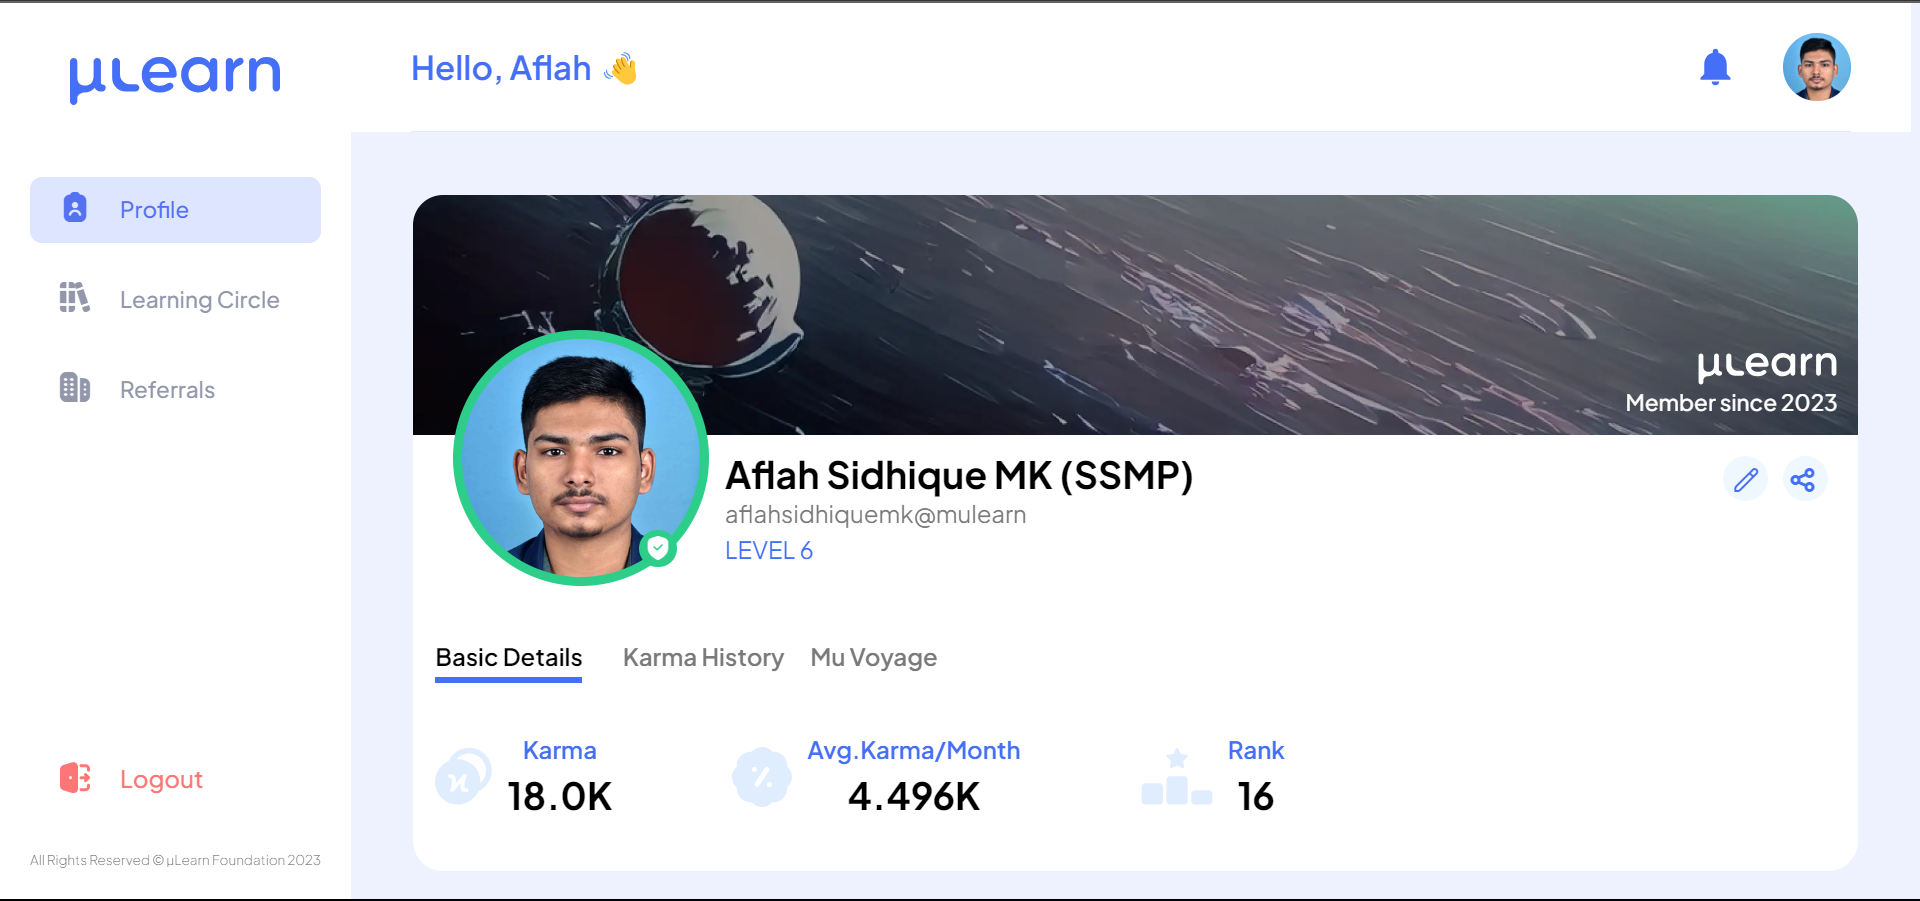 µLearn
Hello, Aflah 👋
Profile
Learning Circle
Referrals
Logout
All Rights Reserved © µLearn Foundation 2023
µLearn
Member since 2023
Aflah Sidhique MK (SSMP)
aflahsidhiquemk@mulearn
LEVEL 6
Basic Details Karma History Mu Voyage
Karma
18.0K
Avg.Karma/Month
4.496K
Rank
16